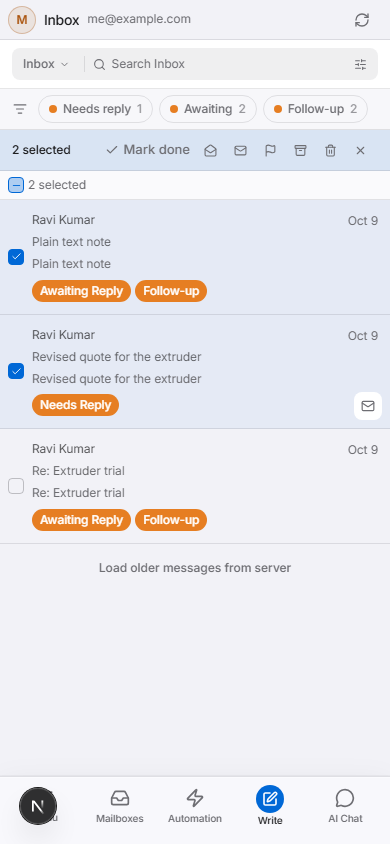 M Inbox me@example.com
Inbox Search Inbox
Needs reply 1 Awaiting 2 Follow-up 2
2 selected Mark done
2 selected
Ravi Kumar Oct 9
Plain text note
Plain text note
Awaiting Reply Follow-up
Ravi Kumar Oct 9
Revised quote for the extruder
Revised quote for the extruder
Needs Reply
Ravi Kumar Oct 9
Re: Extruder trial
Re: Extruder trial
Awaiting Reply Follow-up
Load older messages from server
N Mailboxes Automation Write AI Chat